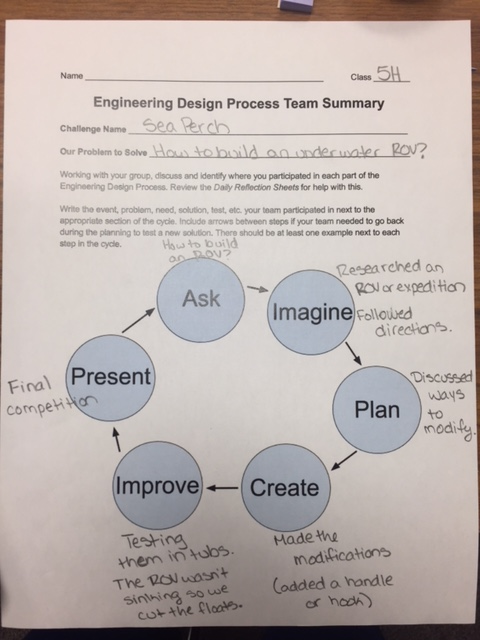 Name
Class 5H
Engineering Design Process Team Summary
Challenge Name Sea Perch
Our Problem to Solve How to build an underwater ROV?
Working with your group, discuss and identify where you participated in each part of the
Engineering Design Process. Review the Daily Reflection Sheets for help with this.
Write the event, problem, need, solution, test, etc. your team participated in next to the
appropriate section of the cycle. Include arrows between steps if your team needed to go back
during the planning to test a new solution. There should be at least one example next to each
step in the cycle.
How to build
an ROV?
Ask
Imagine
Researched an
ROV or expedition
Followed
directions.
Plan
Discussed
ways
to
modify.
Create
Made the
modifications
(added a handle
or hook)
Improve
Testing
them in tubs.
The ROV wasn't
sinking so we
cut the floats.
Present
Final
competition